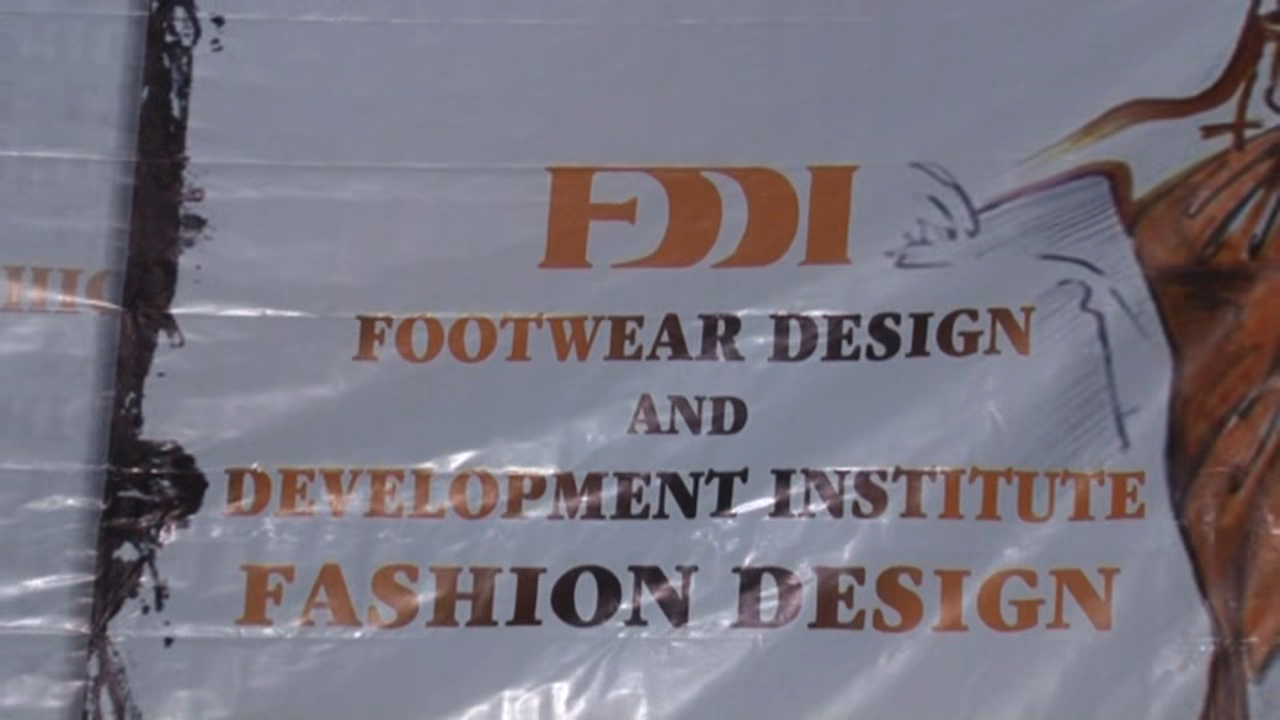 FDDI
FOOTWEAR DESIGN
AND
DEVELOPMENT INSTITUTE
FASHION DESIGN